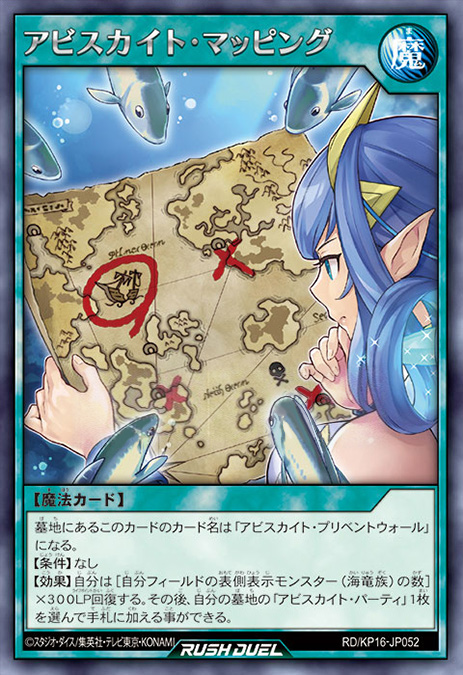 アビスカイト・マッピング
魔
【魔法カード】
墓地にあるこのカードのカード名は「アビスカイト・プリベントウォール」
になる。
【条件】なし
【効果】自分は[自分フィールドの表側表示モンスター(海竜族)の数]
×300LP回復する。その後、自分の墓地の「アビスカイト・パーティ」1枚
を選んで手札に加える事ができる。
©スタジオ・ダイス/集英社・テレビ東京・KONAMI
RUSH DUEL
RD/KP16-JP052